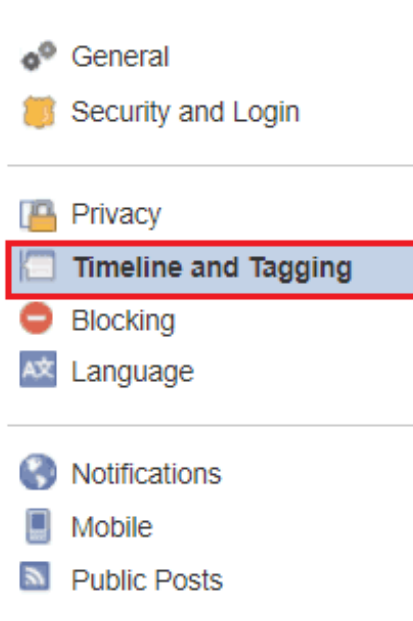 General
Security and Login
Privacy
Timeline and Tagging
Blocking
Language
Notifications
Mobile
Public Posts